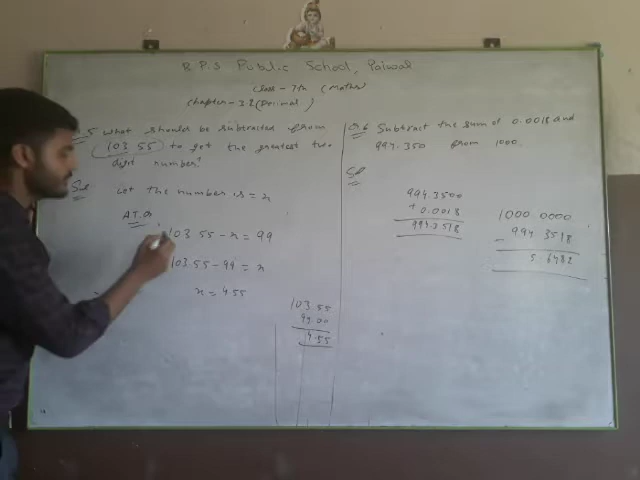 R.P.S Public School, Paiwal
Class - 7th (Maths)
Chapter - 3 (Decimal)
.5 What should be subtracted from
103.55 to get the greatest two
digit number?
Sol Let the number is = x
A.T.Q
103.55 - x = 99
103.55 - 99 = x
x = 4.55
103.55
99.00
4.55
Q.6 Subtract the sum of 0.0018 and
994.350 from 1000.
Sol
994.3500
+ 0.0018
994.3518
1000 0000
- 994 3518
5 6482